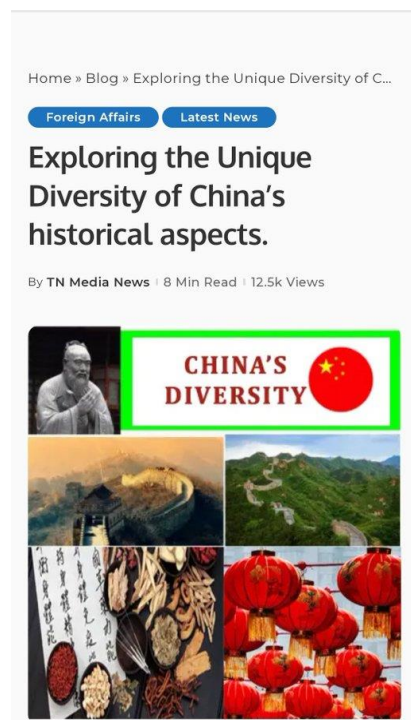 Home » Blog » Exploring the Unique Diversity of C...
Foreign Affairs Latest News
Exploring the Unique
Diversity of China's
historical aspects.
By TN Media News 8 Min Read 12.5k Views
CHINA'S
DIVERSITY